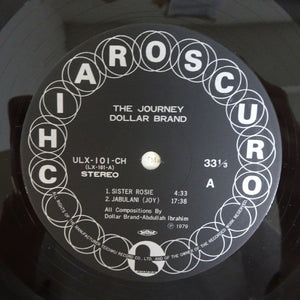 CHIAROSCURO
THE JOURNEY
DOLLAR BRAND
ULX-101-CH
(LX-101-A)
STEREO
33⅓
A
1. SISTER ROSIE 4:33
2. JABULANI (JOY) 17:38
All Compositions By
Dollar Brand-Abdullah Ibrahim
Ⓟ 1979